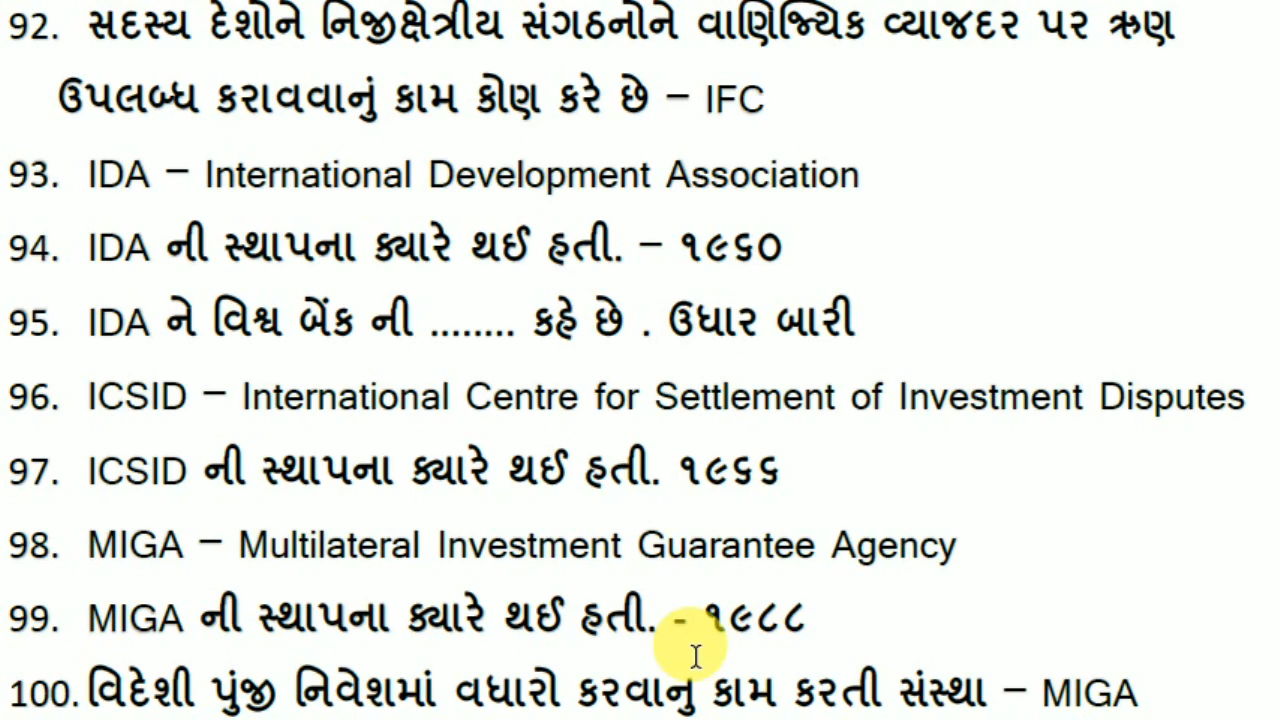 92. સદસ્ય દેશોને નિજીક્ષેત્રીય સંગઠનોને વાણિજ્યિક વ્યાજદર પર ઋણ
ઉપલબ્ધ કરાવવાનું કામ કોણ કરે છે – IFC
93. IDA – International Development Association
94. IDA ની સ્થાપના ક્યારે થઈ હતી. – ૧૯૬૦
95. IDA ને વિશ્વ બેંક ની ........ કહે છે . ઉધાર બારી
96. ICSID – International Centre for Settlement of Investment Disputes
97. ICSID ની સ્થાપના ક્યારે થઈ હતી. ૧૯૬૬
98. MIGA – Multilateral Investment Guarantee Agency
99. MIGA ની સ્થાપના ક્યારે થઈ હતી. - ૧૯૮૮
100. વિદેશી પુંજી નિવેશમાં વધારો કરવાનું કામ કરતી સંસ્થા – MIGA